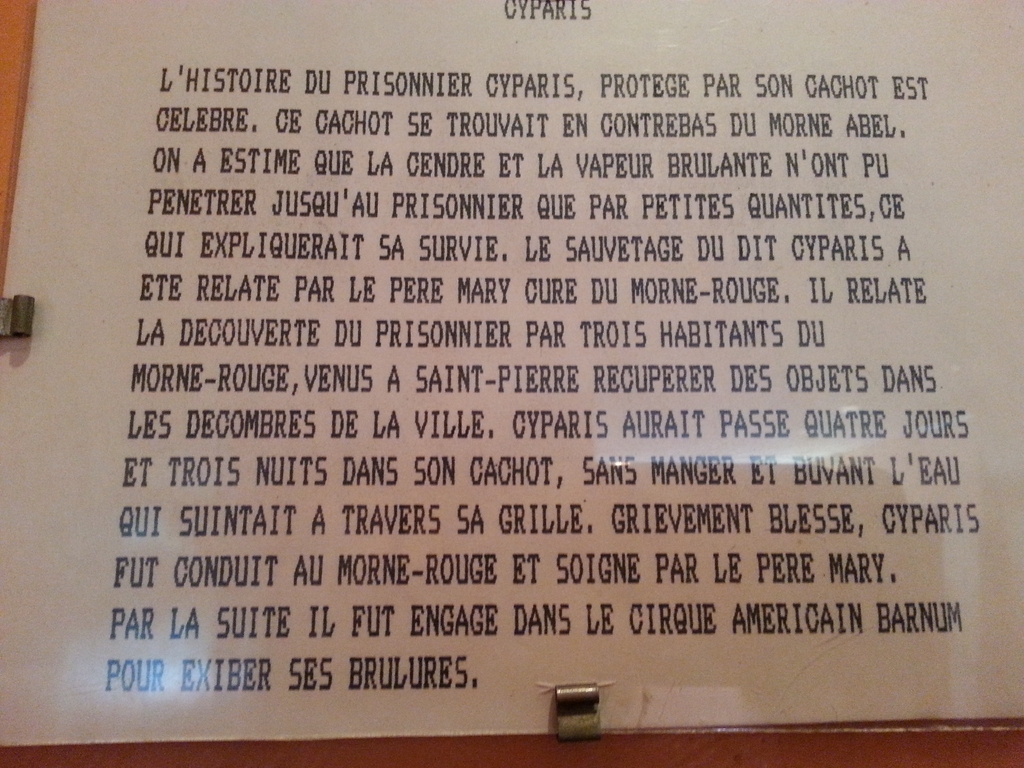 CYPARIS
L'HISTOIRE DU PRISONNIER CYPARIS, PROTEGE PAR SON CACHOT EST
CELEBRE. CE CACHOT SE TROUVAIT EN CONTREBAS DU MORNE ABEL.
ON A ESTIME QUE LA CENDRE ET LA VAPEUR BRULANTE N'ONT PU
PENETRER JUSQU'AU PRISONNIER QUE PAR PETITES QUANTITES,CE
QUI EXPLIQUERAIT SA SURVIE. LE SAUVETAGE DU DIT CYPARIS A
ETE RELATE PAR LE PERE MARY CURE DU MORNE-ROUGE. IL RELATE
LA DECOUVERTE DU PRISONNIER PAR TROIS HABITANTS DU
MORNE-ROUGE,VENUS A SAINT-PIERRE RECUPERER DES OBJETS DANS
LES DECOMBRES DE LA VILLE. CYPARIS AURAIT PASSE QUATRE JOURS
ET TROIS NUITS DANS SON CACHOT, SANS MANGER ET BUVANT L'EAU
QUI SUINTAIT A TRAVERS SA GRILLE. GRIEVEMENT BLESSE, CYPARIS
FUT CONDUIT AU MORNE-ROUGE ET SOIGNE PAR LE PERE MARY.
PAR LA SUITE IL FUT ENGAGE DANS LE CIRQUE AMERICAIN BARNUM
POUR EXIBER SES BRULURES.